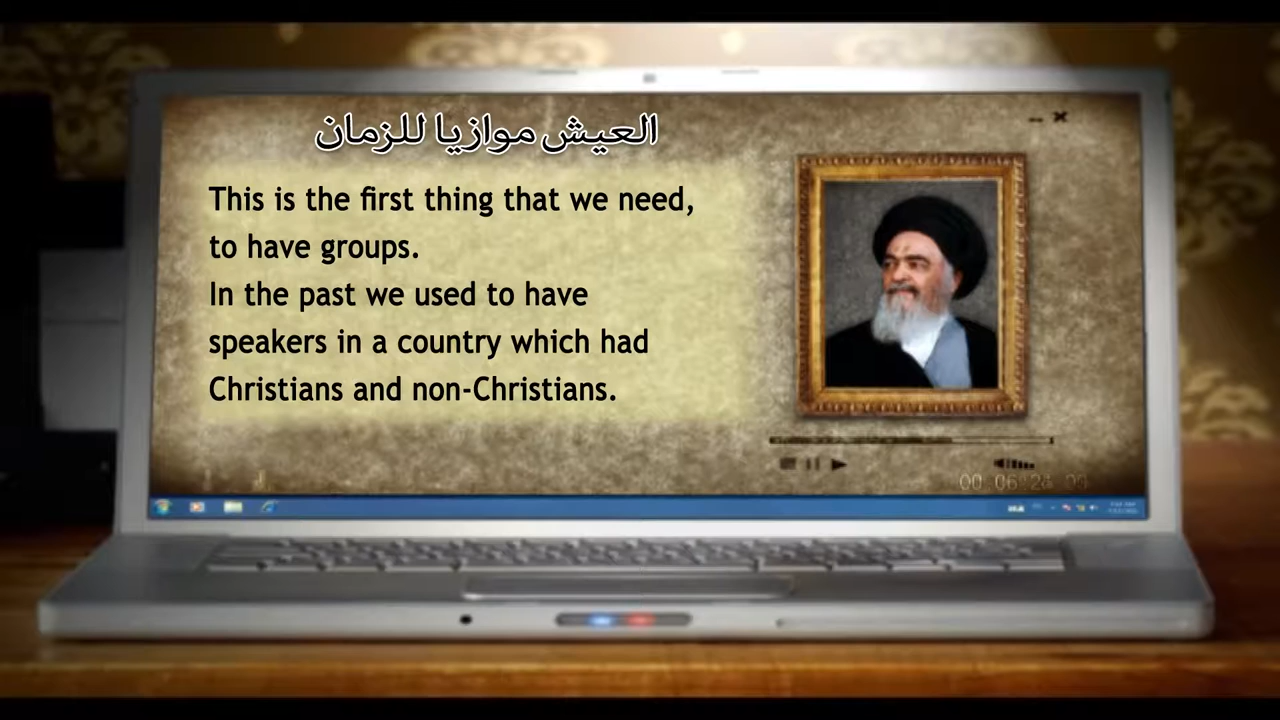 العيش موازيا للزمان
This is the first thing that we need,
to have groups.
In the past we used to have
speakers in a country which had
Christians and non-Christians.